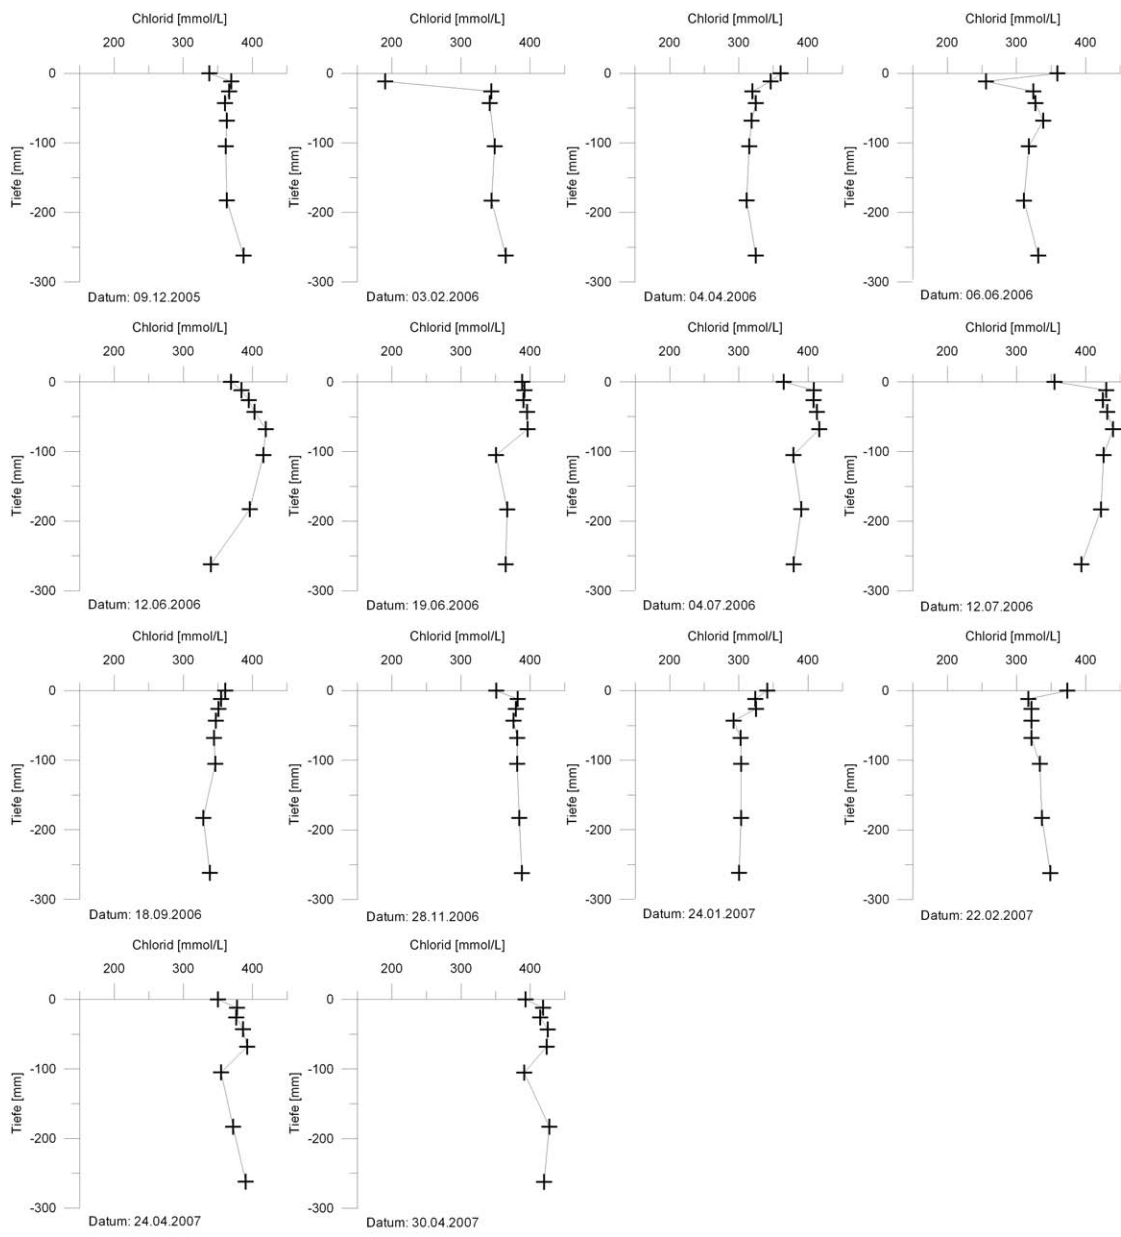 Chlorid [mmol/L] Chlorid [mmol/L] Chlorid [mmol/L] Chlorid [mmol/L]
200 300 400 200 300 400 200 300 400 200 300 400
0 0 0 0
-100 -100 -100 -100
Tiefe [mm] Tiefe [mm] Tiefe [mm] Tiefe [mm]
-200 -200 -200 -200
-300 -300 -300 -300
Datum: 09.12.2005 Datum: 03.02.2006 Datum: 04.04.2006 Datum: 06.06.2006
Chlorid [mmol/L] Chlorid [mmol/L] Chlorid [mmol/L] Chlorid [mmol/L]
200 300 400 200 300 400 200 300 400 200 300 400
0 0 0 0
-100 -100 -100 -100
Tiefe [mm] Tiefe [mm] Tiefe [mm] Tiefe [mm]
-200 -200 -200 -200
-300 -300 -300 -300
Datum: 12.06.2006 Datum: 19.06.2006 Datum: 04.07.2006 Datum: 12.07.2006
Chlorid [mmol/L] Chlorid [mmol/L] Chlorid [mmol/L] Chlorid [mmol/L]
200 300 400 200 300 400 200 300 400 200 300 400
0 0 0 0
-100 -100 -100 -100
Tiefe [mm] Tiefe [mm] Tiefe [mm] Tiefe [mm]
-200 -200 -200 -200
-300 -300 -300 -300
Datum: 18.09.2006 Datum: 28.11.2006 Datum: 24.01.2007 Datum: 22.02.2007
Chlorid [mmol/L] Chlorid [mmol/L]
200 300 400 200 300 400
0 0
-100 -100
Tiefe [mm] Tiefe [mm]
-200 -200
-300 -300
Datum: 24.04.2007 Datum: 30.04.2007